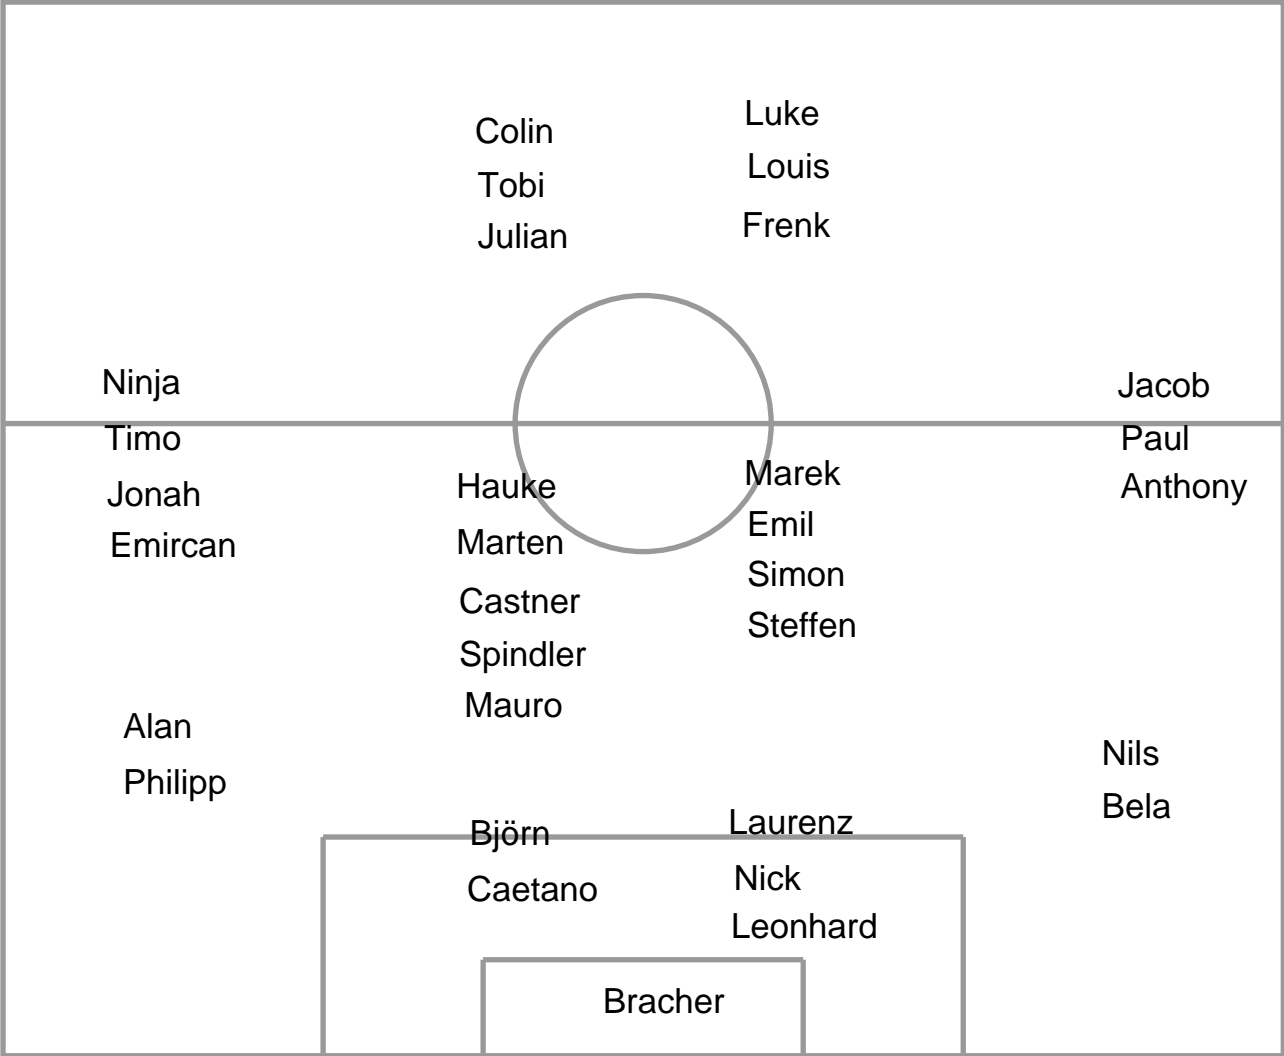 Colin
Tobi
Julian
Luke
Louis
Frenk
Ninja
Timo
Jonah
Emircan
Hauke
Marten
Castner
Spindler
Mauro
Marek
Emil
Simon
Steffen
Jacob
Paul
Anthony
Alan
Philipp
Björn
Caetano
Laurenz
Nick
Leonhard
Nils
Bela
Bracher